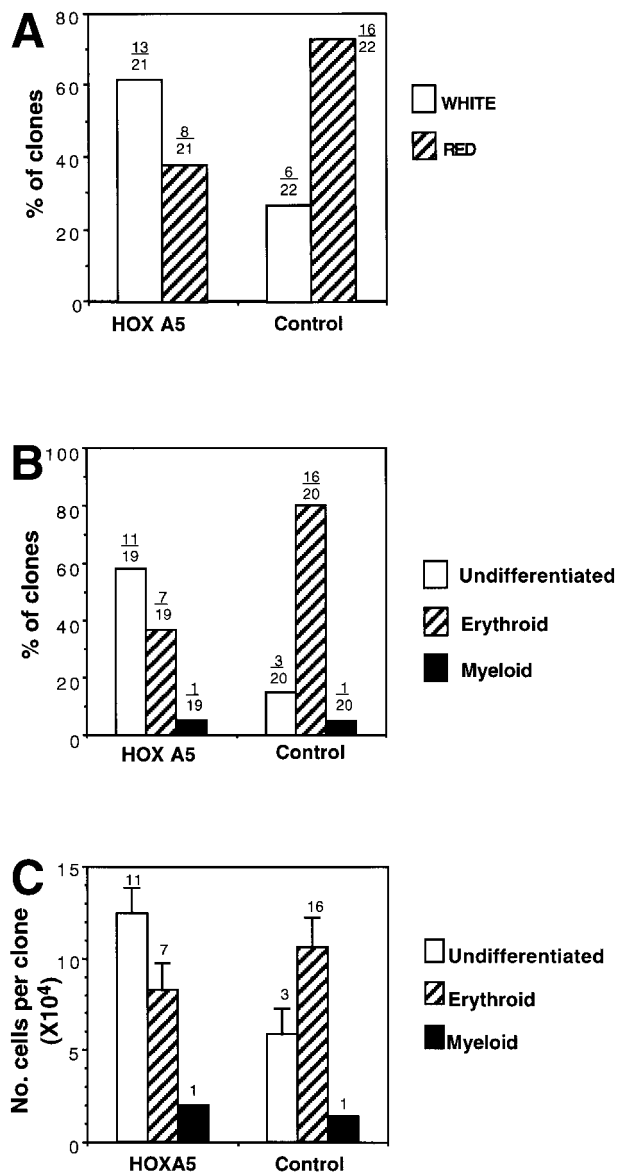 A
80
60
40
20
0
% of clones
13
21
8
21
6
22
16
22
HOX A5
Control
WHITE
RED
B
100
80
60
40
20
0
% of clones
11
19
7
19
1
19
3
20
16
20
1
20
HOX A5
Control
Undifferentiated
Erythroid
Myeloid
C
15
10
5
0
No. cells per clone
(X10⁴)
11
7
1
3
16
1
HOXA5
Control
Undifferentiated
Erythroid
Myeloid